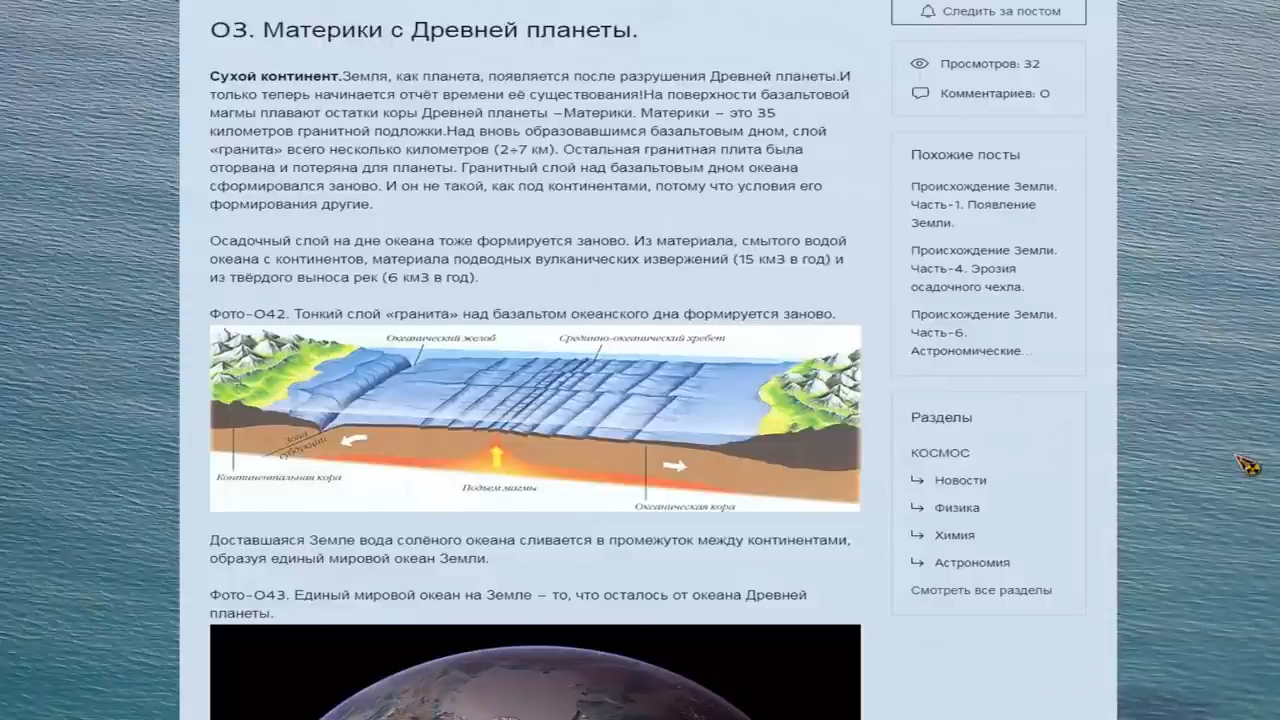 03. Материки с Древней планеты.
Сухой континент.Земля, как планета, появляется после разрушения Древней планеты.И
только теперь начинается отчёт времени её существования!На поверхности базальтовой
магмы плавают остатки коры Древней планеты –Материки. Материки – это 35
километров гранитной подложки.Над вновь образовавшимся базальтовым дном, слой
«гранита» всего несколько километров (2÷7 км). Остальная гранитная плита была
оторвана и потеряна для планеты. Гранитный слой над базальтовым дном океана
сформировался заново. И он не такой, как под континентами, потому что условия его
формирования другие.
Осадочный слой на дне океана тоже формируется заново. Из материала, смытого водой
океана с континентов, материала подводных вулканических извержений (15 км3 в год) и
из твёрдого выноса рек (6 км3 в год).
Фото-042. Тонкий слой «гранита» над базальтом океанского дна формируется заново.
Океанический желоб
Срединно-океанический хребет
Зона
субдукции
Континентальная кора
Подъем магмы
Океаническая кора
Доставшаяся Земле вода солёного океана сливается в промежуток между континентами,
образуя единый мировой океан Земли.
Фото-043. Единый мировой океан на Земле – то, что осталось от океана Древней
планеты.
Следить за постом
Просмотров: 32
Комментариев: 0
Похожие посты
Происхождение Земли.
Часть-1. Появление
Земли.
Происхождение Земли.
Часть-4. Эрозия
осадочного чехла.
Происхождение Земли.
Часть-6.
Астрономические...
Разделы
КОСМОС
Новости
Физика
Химия
Астрономия
Смотреть все разделы